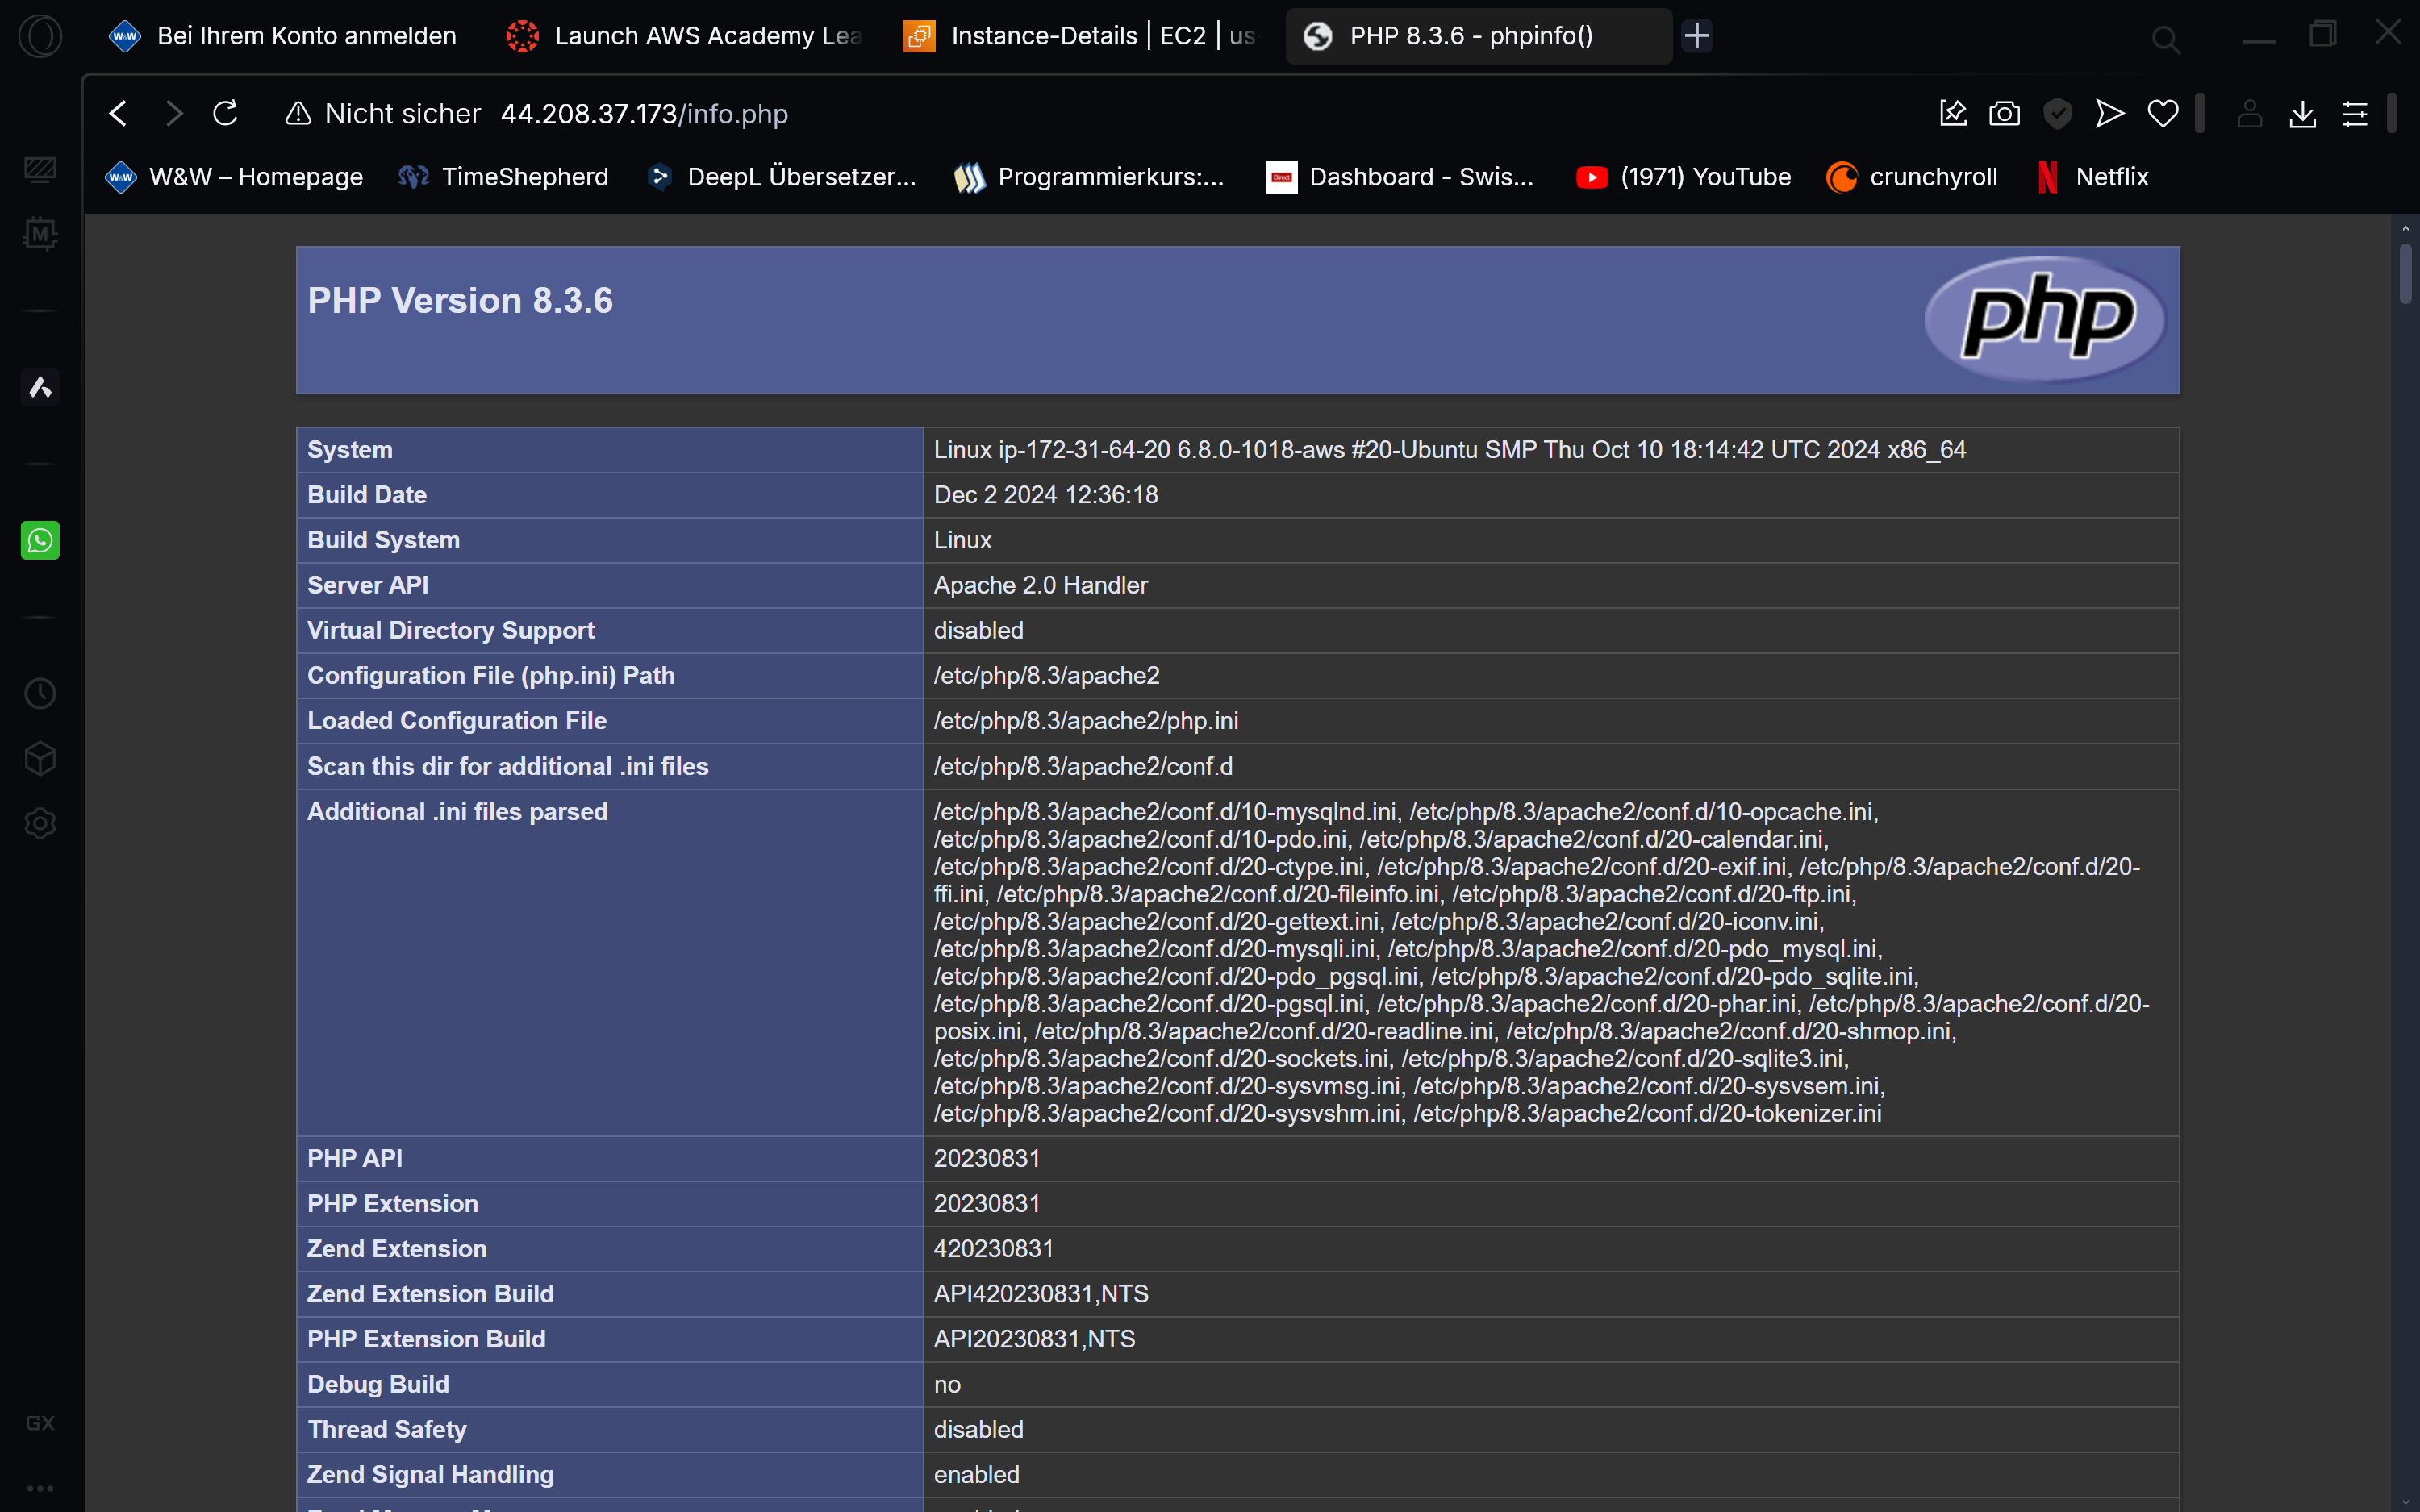 Bei Ihrem Konto anmelden
Launch AWS Academy Lea
Instance-Details | EC2 | us
PHP 8.3.6 - phpinfo()
Nicht sicher 44.208.37.173/info.php
W&W – Homepage
TimeShepherd
DeepL Übersetzer...
Programmierkurs:...
Dashboard - Swis...
(1971) YouTube
crunchyroll
Netflix
PHP Version 8.3.6
php
System Linux ip-172-31-64-20 6.8.0-1018-aws #20-Ubuntu SMP Thu Oct 10 18:14:42 UTC 2024 x86_64
Build Date Dec 2 2024 12:36:18
Build System Linux
Server API Apache 2.0 Handler
Virtual Directory Support disabled
Configuration File (php.ini) Path /etc/php/8.3/apache2
Loaded Configuration File /etc/php/8.3/apache2/php.ini
Scan this dir for additional .ini files /etc/php/8.3/apache2/conf.d
Additional .ini files parsed /etc/php/8.3/apache2/conf.d/10-mysqlnd.ini, /etc/php/8.3/apache2/conf.d/10-opcache.ini,
/etc/php/8.3/apache2/conf.d/10-pdo.ini, /etc/php/8.3/apache2/conf.d/20-calendar.ini,
/etc/php/8.3/apache2/conf.d/20-ctype.ini, /etc/php/8.3/apache2/conf.d/20-exif.ini, /etc/php/8.3/apache2/conf.d/20-
ffi.ini, /etc/php/8.3/apache2/conf.d/20-fileinfo.ini, /etc/php/8.3/apache2/conf.d/20-ftp.ini,
/etc/php/8.3/apache2/conf.d/20-gettext.ini, /etc/php/8.3/apache2/conf.d/20-iconv.ini,
/etc/php/8.3/apache2/conf.d/20-mysqli.ini, /etc/php/8.3/apache2/conf.d/20-pdo_mysql.ini,
/etc/php/8.3/apache2/conf.d/20-pdo_pgsql.ini, /etc/php/8.3/apache2/conf.d/20-pdo_sqlite.ini,
/etc/php/8.3/apache2/conf.d/20-pgsql.ini, /etc/php/8.3/apache2/conf.d/20-phar.ini, /etc/php/8.3/apache2/conf.d/20-
posix.ini, /etc/php/8.3/apache2/conf.d/20-readline.ini, /etc/php/8.3/apache2/conf.d/20-shmop.ini,
/etc/php/8.3/apache2/conf.d/20-sockets.ini, /etc/php/8.3/apache2/conf.d/20-sqlite3.ini,
/etc/php/8.3/apache2/conf.d/20-sysvmsg.ini, /etc/php/8.3/apache2/conf.d/20-sysvsem.ini,
/etc/php/8.3/apache2/conf.d/20-sysvshm.ini, /etc/php/8.3/apache2/conf.d/20-tokenizer.ini
PHP API 20230831
PHP Extension 20230831
Zend Extension 420230831
Zend Extension Build API420230831,NTS
PHP Extension Build API20230831,NTS
Debug Build no
Thread Safety disabled
Zend Signal Handling enabled
GX